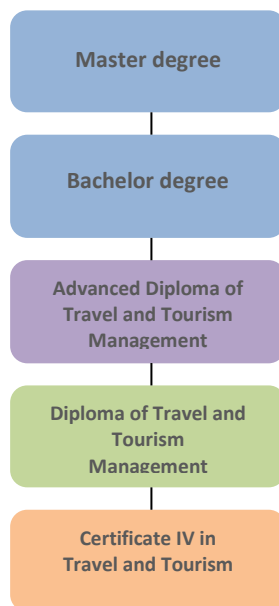 Master degree
Bachelor degree
Advanced Diploma of
Travel and Tourism
Management
Diploma of Travel and
Tourism
Management
Certificate IV in
Travel and Tourism